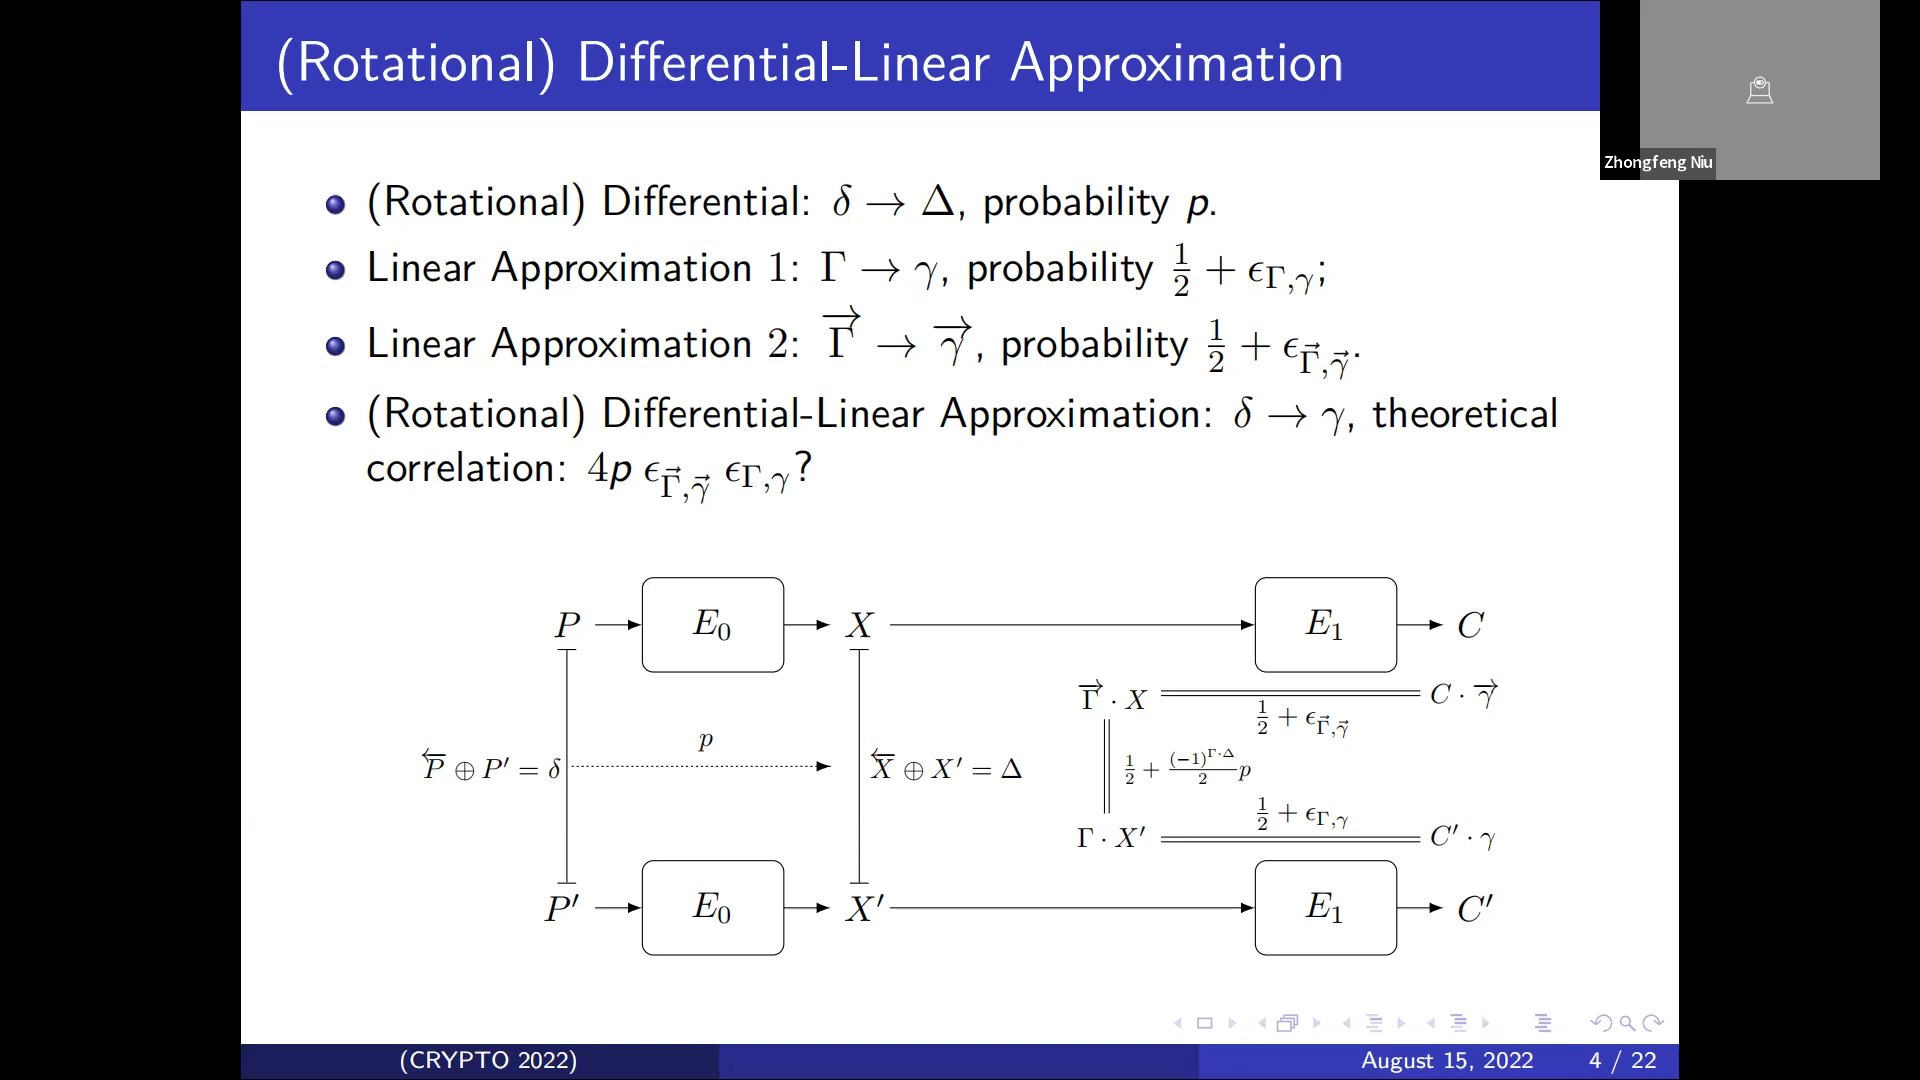 (Rotational) Differential-Linear Approximation
Zhongfeng Niu
(Rotational) Differential: δ → Δ, probability p.
Linear Approximation 1: Γ → γ, probability 1/2 + ϵ_{Γ,γ};
Linear Approximation 2: Γ⃗ → γ⃗, probability 1/2 + ϵ_{Γ⃗,γ⃗}.
(Rotational) Differential-Linear Approximation: δ → γ, theoretical
correlation: 4p ϵ_{Γ⃗,γ⃗} ϵ_{Γ,γ}?
P E₀ X E₁ C
Γ⃗ · X C · γ⃗
1/2 + ϵ_{Γ⃗,γ⃗}
p
P⃖ ⊕ P′ = δ X⃖ ⊕ X′ = Δ 1/2 + (−1)^{Γ·Δ}/2 p
1/2 + ϵ_{Γ,γ}
Γ · X′ C′ · γ
P′ E₀ X′ E₁ C′
(CRYPTO 2022) August 15, 2022 4 / 22